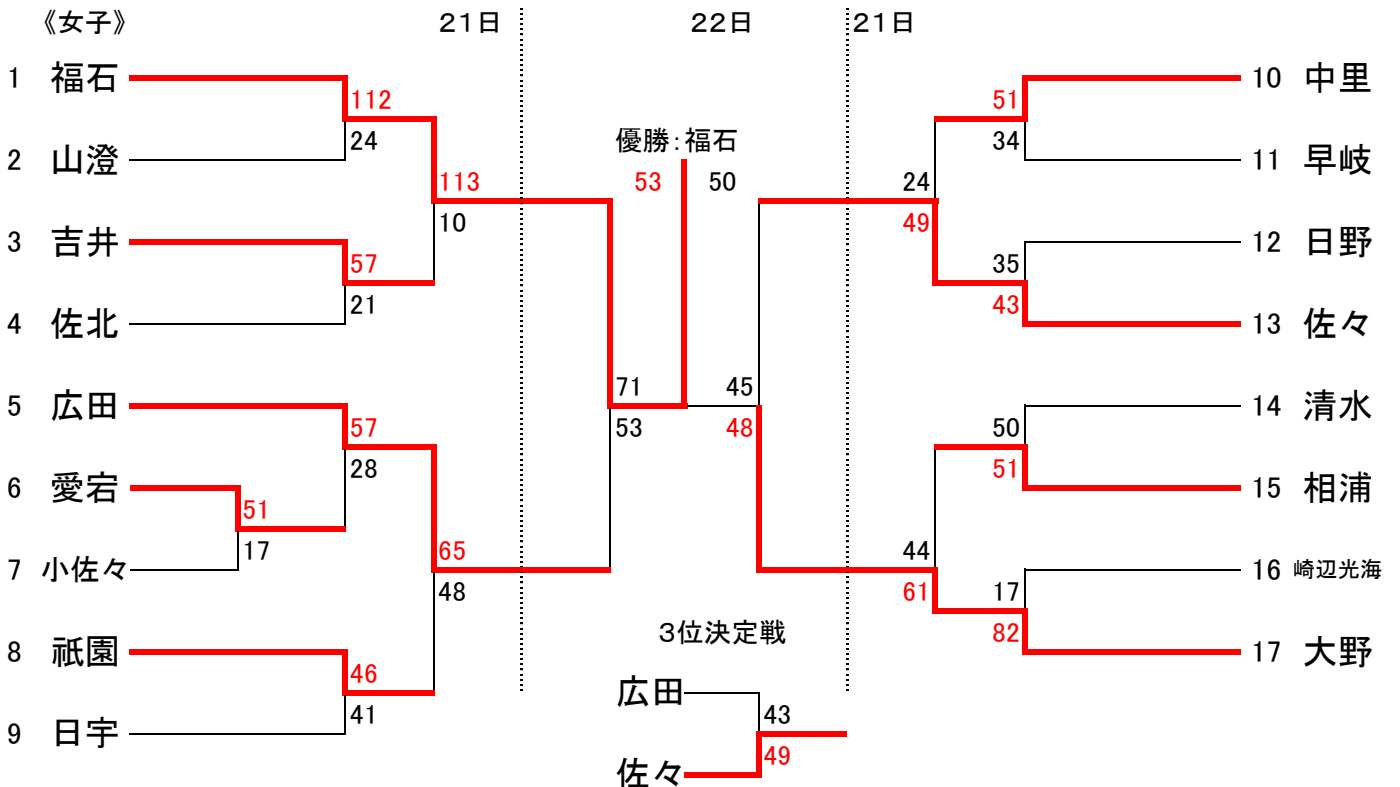 《女子》
21日
22日
21日
1 福石
112
24
2 山澄
113
10
3 吉井
57
21
4 佐北
5 広田
57
28
6 愛宕
51
17
7 小佐々
65
48
8 祇園
46
41
9 日宇
優勝:福石
53 50
71
53
45
48
3位決定戦
広田
43
49
佐々
10 中里
51
34
11 早岐
24
49
12 日野
35
43
13 佐々
14 清水
50
51
15 相浦
44
61
16 崎辺光海
17
82
17 大野